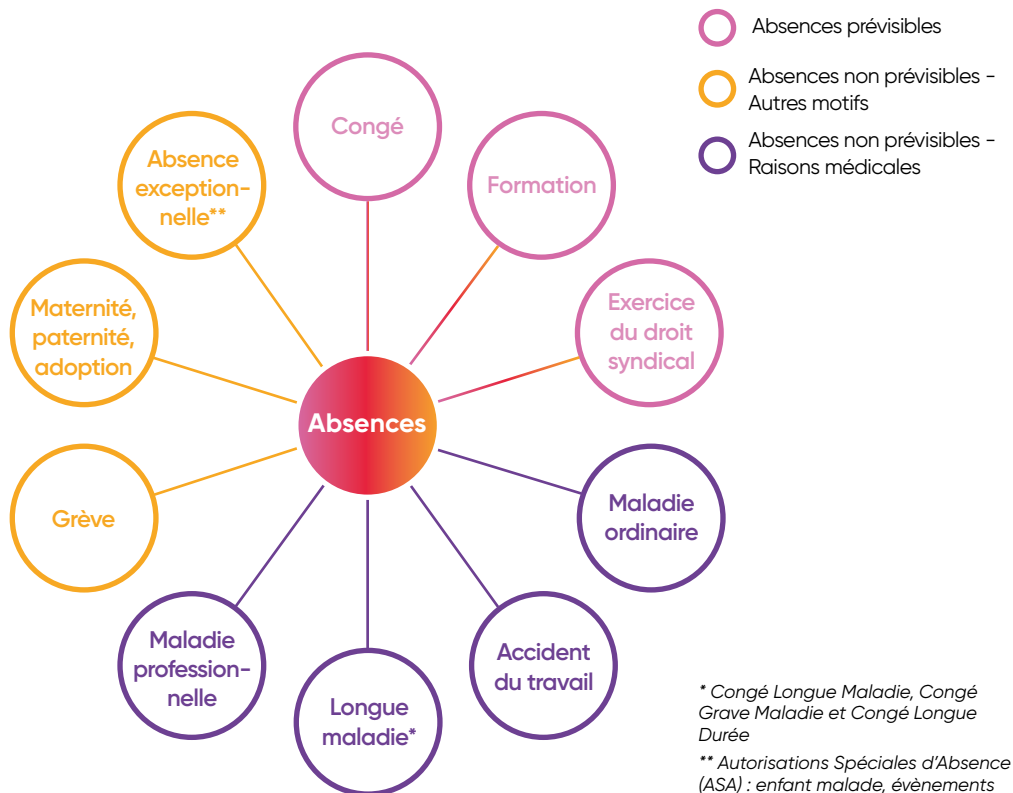 Absences prévisibles
Absences non prévisibles -
Autres motifs
Absences non prévisibles -
Raisons médicales
Congé
Formation
Exercice
du droit
syndical
Maladie
ordinaire
Accident
du travail
Longue
maladie*
Maladie
profession-
nelle
Grève
Maternité,
paternité,
adoption
Absence
exception-
nelle**
Absences
* Congé Longue Maladie, Congé
Grave Maladie et Congé Longue
Durée
** Autorisations Spéciales d'Absence
(ASA) : enfant malade, évènements